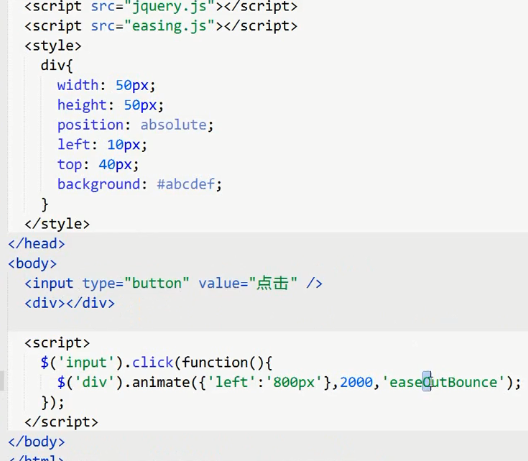 <script src="jquery.js"></script>
<script src="easing.js"></script>
<style>
div{
width: 50px;
height: 50px;
position: absolute;
left: 10px;
top: 40px;
background: #abcdef;
}
</style>
</head>
<body>
<input type="button" value="点击" />
<div></div>
<script>
$('input').click(function(){
$('div').animate({'left':'800px'},2000,'easeOutBounce');
});
</script>
</body>
</html>